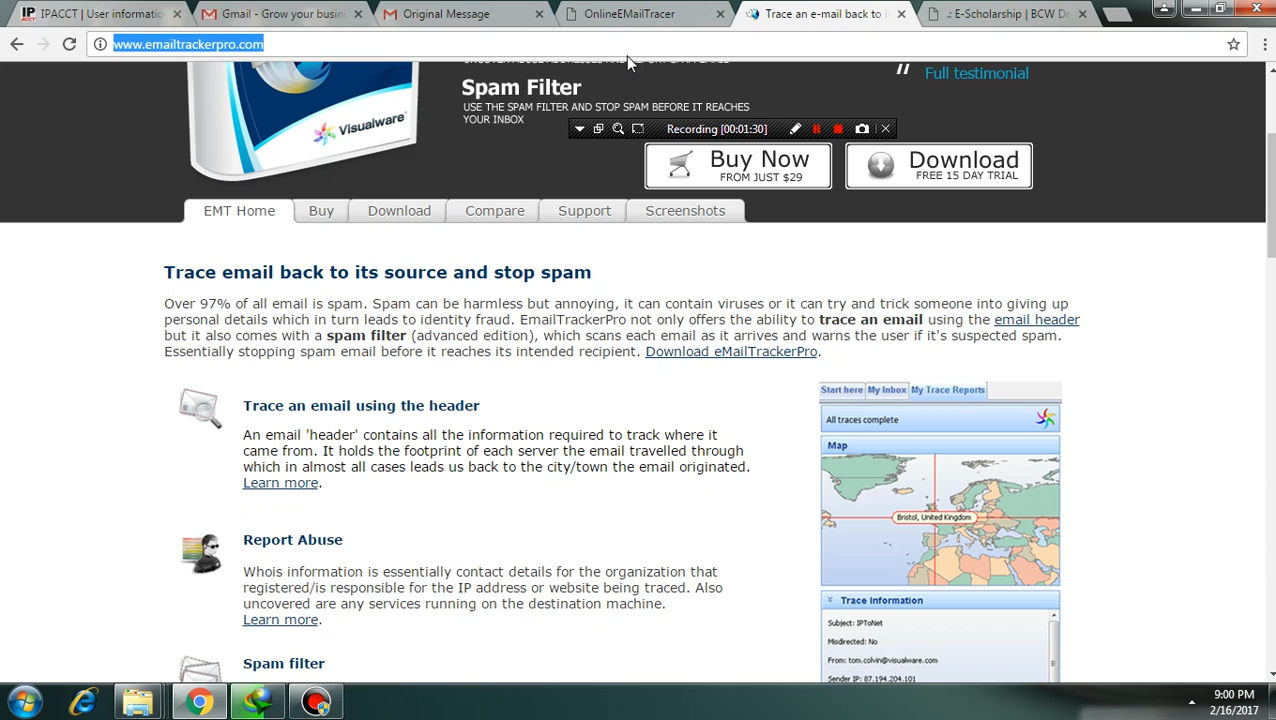 IPACCT | User informatio
Gmail - Grow your busin
Original Message
OnlineEMailTracer
Trace an e-mail back to i
.: E-Scholarship | BCW De
www.emailtrackerpro.com
Full testimonial
Spam Filter
USE THE SPAM FILTER AND STOP SPAM BEFORE IT REACHES
YOUR INBOX
Visualware
Recording [00:01:30]
Buy Now
FROM JUST $29
Download
FREE 15 DAY TRIAL
EMT Home
Buy
Download
Compare
Support
Screenshots
Trace email back to its source and stop spam
Over 97% of all email is spam. Spam can be harmless but annoying, it can contain viruses or it can try and trick someone into giving up
personal details which in turn leads to identity fraud. EmailTrackerPro not only offers the ability to trace an email using the email header
but it also comes with a spam filter (advanced edition), which scans each email as it arrives and warns the user if it's suspected spam.
Essentially stopping spam email before it reaches its intended recipient. Download eMailTrackerPro.
Trace an email using the header
An email 'header' contains all the information required to track where it
came from. It holds the footprint of each server the email travelled through
which in almost all cases leads us back to the city/town the email originated.
Learn more.
Report Abuse
Whois information is essentially contact details for the organization that
registered/is responsible for the IP address or website being traced. Also
uncovered are any services running on the destination machine.
Learn more.
Spam filter
Start here
My Inbox
My Trace Reports
All traces complete
Map
Bristol, United Kingdom
Trace Information
Subject: IPToNet
Misdirected: No
From: tom.colvin@visualware.com
Sender IP: 87.194.204.101
9:00 PM
2/16/2017